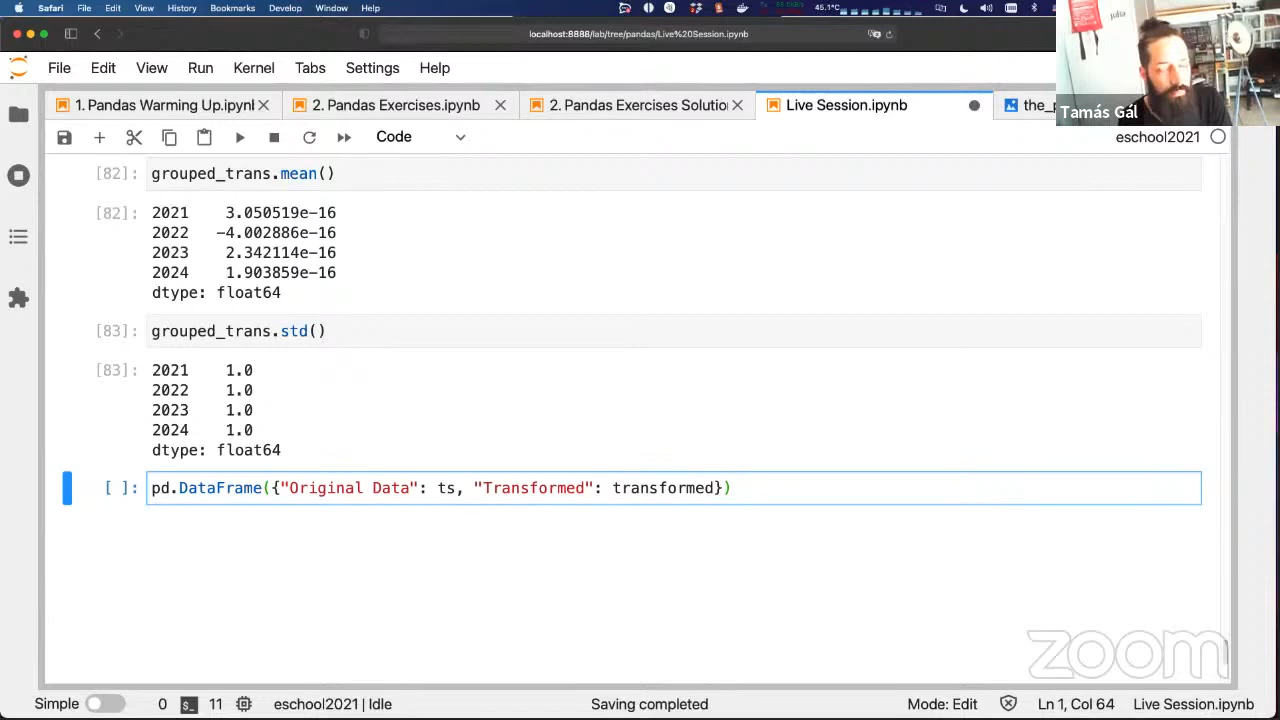 Safari File Edit View History Bookmarks Develop Window Help
45.1°C
localhost:8888/lab/tree/pandas/Live%20Session.ipynb
julia
File Edit View Run Kernel Tabs Settings Help
1. Pandas Warming Up.ipynl
2. Pandas Exercises.ipynb
2. Pandas Exercises Solutio
Live Session.ipynb
the_p
Tamás Gál
Code
eschool2021
[82]: grouped_trans.mean()
[82]: 2021 3.050519e-16
2022 -4.002886e-16
2023 2.342114e-16
2024 1.903859e-16
dtype: float64
[83]: grouped_trans.std()
[83]: 2021 1.0
2022 1.0
2023 1.0
2024 1.0
dtype: float64
[ ]: pd.DataFrame({"Original Data": ts, "Transformed": transformed})
zoom
Simple 0 $_ 11 eschool2021 | Idle Saving completed Mode: Edit Ln 1, Col 64 Live Session.ipynb